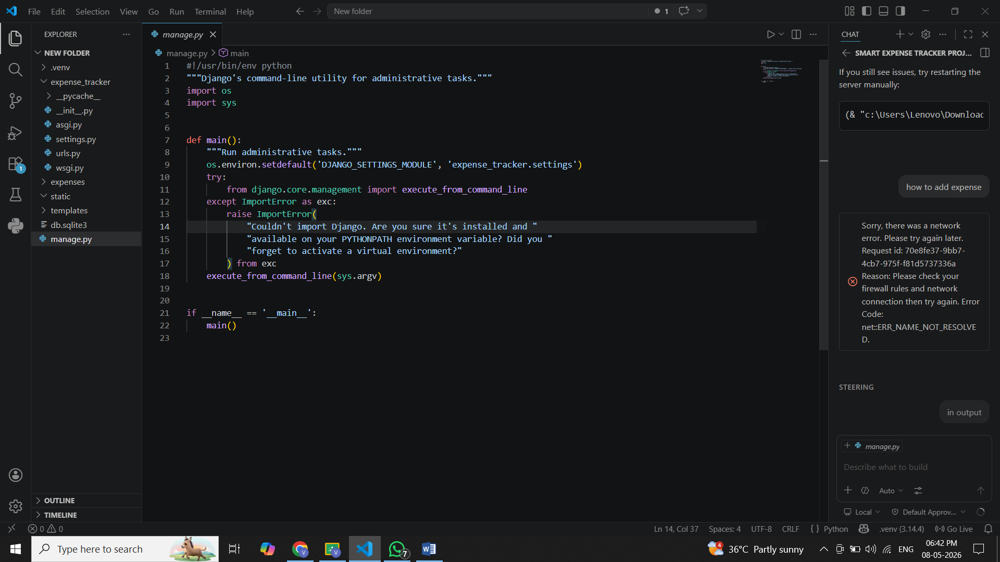 File Edit Selection View Go Run Terminal Help
New folder
1
EXPLORER
NEW FOLDER
.venv
expense_tracker
__pycache__
__init__.py
asgi.py
settings.py
urls.py
wsgi.py
expenses
static
templates
db.sqlite3
manage.py
OUTLINE
TIMELINE
1
manage.py
manage.py > main
1 #!/usr/bin/env python
2 """Django's command-line utility for administrative tasks."""
3 import os
4 import sys
5
6
7 def main():
8 """Run administrative tasks."""
9 os.environ.setdefault('DJANGO_SETTINGS_MODULE', 'expense_tracker.settings')
10 try:
11 from django.core.management import execute_from_command_line
12 except ImportError as exc:
13 raise ImportError(
14 "Couldn't import Django. Are you sure it's installed and "
15 "available on your PYTHONPATH environment variable? Did you "
16 "forget to activate a virtual environment?"
17 ) from exc
18 execute_from_command_line(sys.argv)
19
20
21 if __name__ == '__main__':
22 main()
23
CHAT
SMART EXPENSE TRACKER PROJ...
If you still see issues, try restarting the
server manually:
(& "c:\Users\Lenovo\Downloac
how to add expense
Sorry, there was a network
error. Please try again later.
Request id: 70e8fe37-9bb7-
4cb7-975f-f81d5737336a
Reason: Please check your
firewall rules and network
connection then try again. Error
Code:
net::ERR_NAME_NOT_RESOLVE
D.
STEERING
in output
manage.py
Describe what to build
Auto
Local Default Approv...
0 0
Ln 14, Col 37 Spaces: 4 UTF-8 CRLF { } Python .venv (3.14.4) Go Live
Type here to search
7
4
36°C Partly sunny
ENG
06:42 PM
08-05-2026